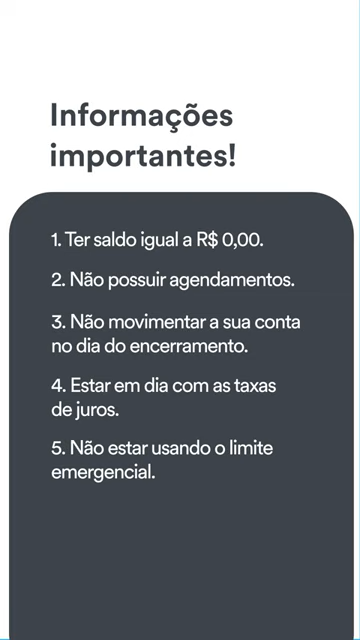 Informações
importantes!
1. Ter saldo igual a R$ 0,00.
2. Não possuir agendamentos.
3. Não movimentar a sua conta
no dia do encerramento.
4. Estar em dia com as taxas
de juros.
5. Não estar usando o limite
emergencial.